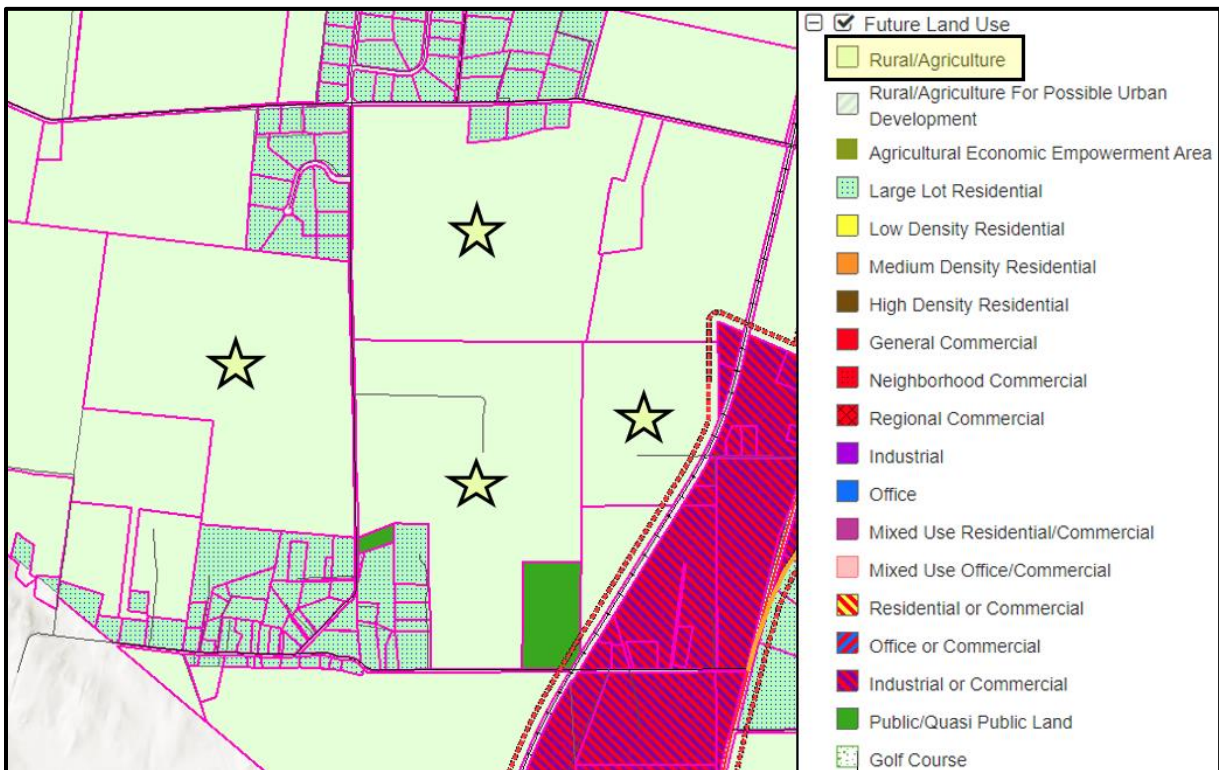 Future Land Use
Rural/Agriculture
Rural/Agriculture For Possible Urban
Development
Agricultural Economic Empowerment Area
Large Lot Residential
Low Density Residential
Medium Density Residential
High Density Residential
General Commercial
Neighborhood Commercial
Regional Commercial
Industrial
Office
Mixed Use Residential/Commercial
Mixed Use Office/Commercial
Residential or Commercial
Office or Commercial
Industrial or Commercial
Public/Quasi Public Land
Golf Course